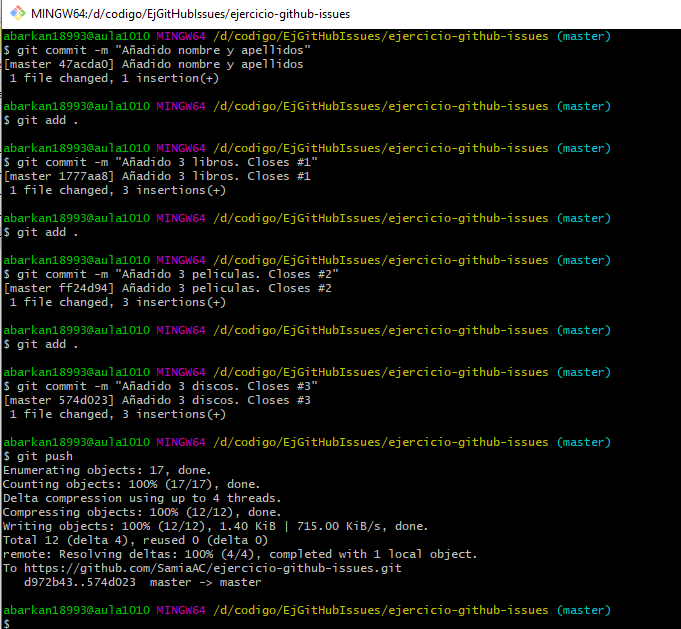 MINGW64:/d/codigo/EjGitHubIssues/ejercicio-github-issues
abarkan18993@aula1010 MINGW64 /d/codigo/EjGitHubIssues/ejercicio-github-issues (master)
$ git commit -m "Añadido nombre y apellidos"
[master 47acda0] Añadido nombre y apellidos
1 file changed, 1 insertion(+)
abarkan18993@aula1010 MINGW64 /d/codigo/EjGitHubIssues/ejercicio-github-issues (master)
$ git add .
abarkan18993@aula1010 MINGW64 /d/codigo/EjGitHubIssues/ejercicio-github-issues (master)
$ git commit -m "Añadido 3 libros. Closes #1"
[master 1777aa8] Añadido 3 libros. Closes #1
1 file changed, 3 insertions(+)
abarkan18993@aula1010 MINGW64 /d/codigo/EjGitHubIssues/ejercicio-github-issues (master)
$ git add .
abarkan18993@aula1010 MINGW64 /d/codigo/EjGitHubIssues/ejercicio-github-issues (master)
$ git commit -m "Añadido 3 peliculas. Closes #2"
[master ff24d94] Añadido 3 peliculas. Closes #2
1 file changed, 3 insertions(+)
abarkan18993@aula1010 MINGW64 /d/codigo/EjGitHubIssues/ejercicio-github-issues (master)
$ git add .
abarkan18993@aula1010 MINGW64 /d/codigo/EjGitHubIssues/ejercicio-github-issues (master)
$ git commit -m "Añadido 3 discos. Closes #3"
[master 574d023] Añadido 3 discos. Closes #3
1 file changed, 3 insertions(+)
abarkan18993@aula1010 MINGW64 /d/codigo/EjGitHubIssues/ejercicio-github-issues (master)
$ git push
Enumerating objects: 17, done.
Counting objects: 100% (17/17), done.
Delta compression using up to 4 threads.
Compressing objects: 100% (12/12), done.
Writing objects: 100% (12/12), 1.40 KiB | 715.00 KiB/s, done.
Total 12 (delta 4), reused 0 (delta 0)
remote: Resolving deltas: 100% (4/4), completed with 1 local object.
To https://github.com/SamiaAC/ejercicio-github-issues.git
d972b43..574d023  master -> master
abarkan18993@aula1010 MINGW64 /d/codigo/EjGitHubIssues/ejercicio-github-issues (master)
$